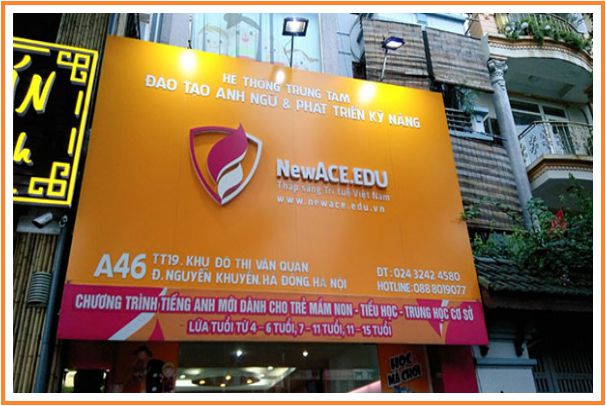 HỆ THỐNG TRUNG TÂM
ĐÀO TẠO ANH NGỮ & PHÁT TRIỂN KỸ NĂNG
NewACE.EDU
Thắp sáng Trí tuệ Việt Nam
www.newace.edu.vn
A46 TT19. KHU ĐÔ THỊ VĂN QUÁN
Đ. NGUYỄN KHUYẾN. HÀ ĐÔNG. HÀ NỘI
ĐT: 024 3242 4580
HOTLINE: 088 8019077
CHƯƠNG TRÌNH TIẾNG ANH MỚI DÀNH CHO TRẺ MẦM NON - TIỂU HỌC - TRUNG HỌC CƠ SỞ
LỨA TUỔI TỪ 4 - 6 TUỔI, 7 - 11 TUỔI, 11 - 15 TUỔI
HỌC
MÀ CHƠI